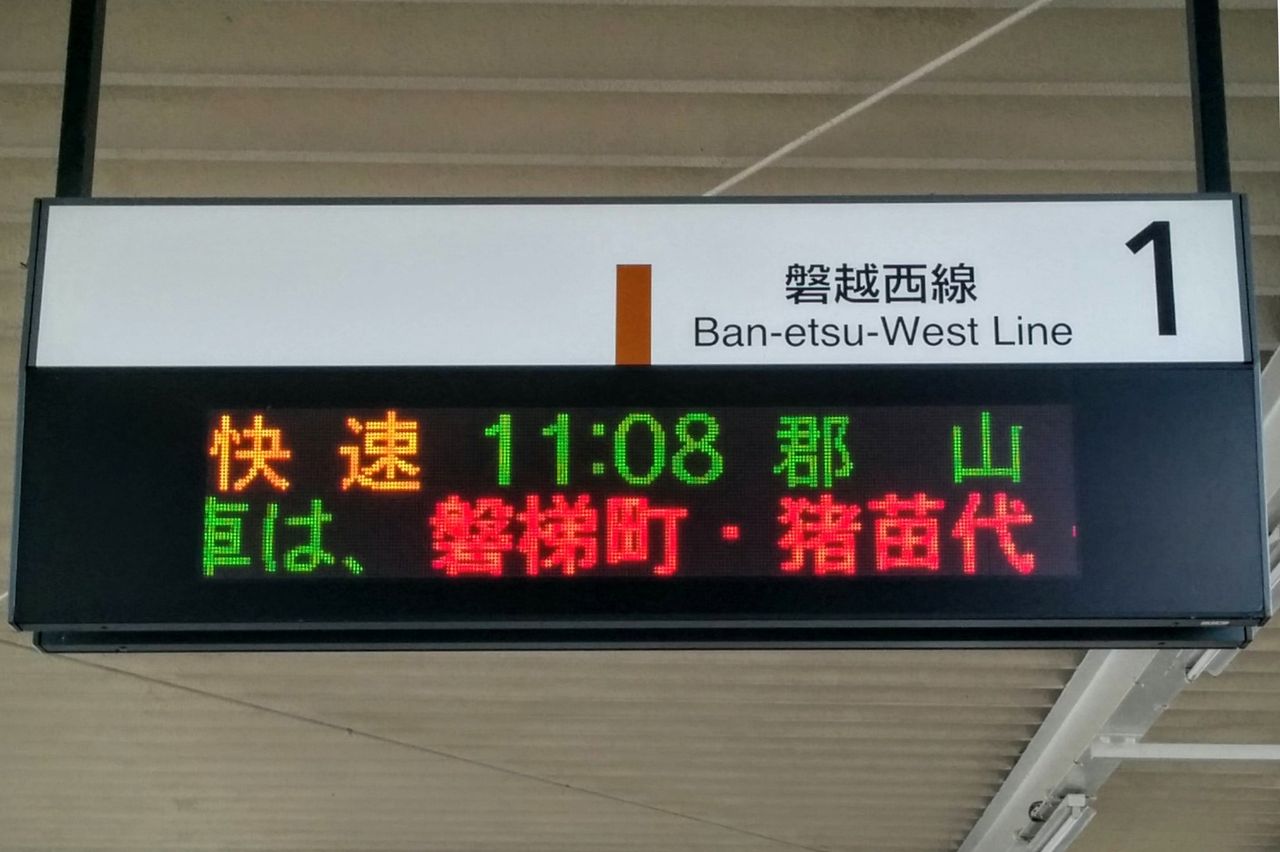 磐越西線 1
Ban-etsu-West Line
快速 11:08 郡山
車は、磐梯町・猪苗代・